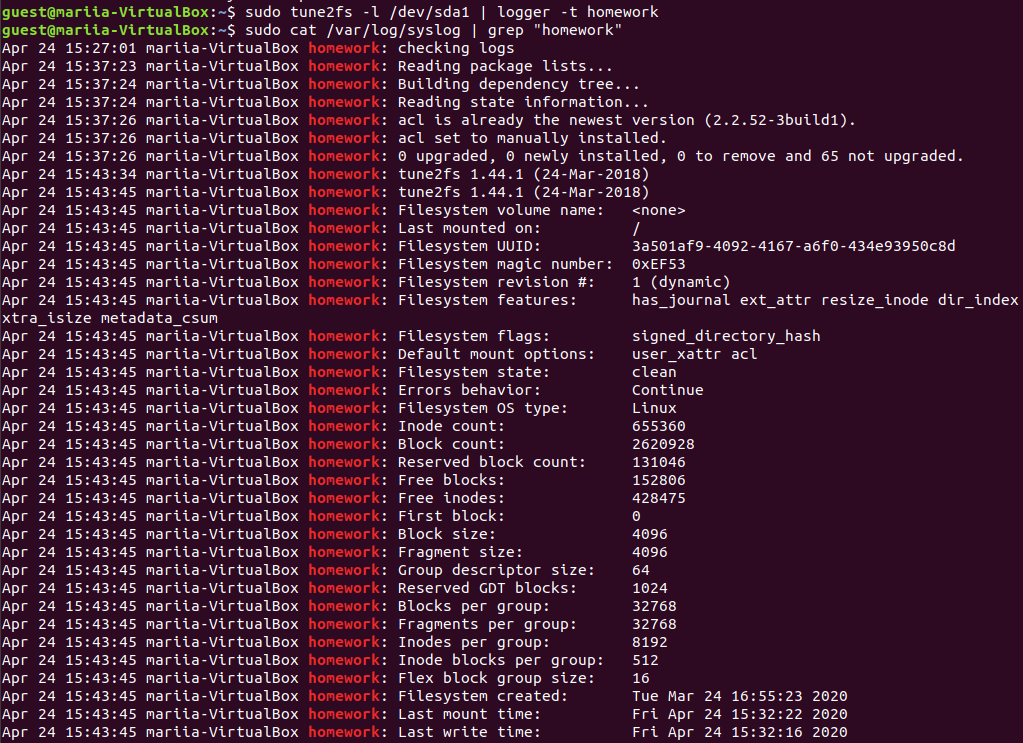 guest@mariia-VirtualBox:~$ sudo tune2fs -l /dev/sda1 | logger -t homework
guest@mariia-VirtualBox:~$ sudo cat /var/log/syslog | grep "homework"
Apr 24 15:27:01 mariia-VirtualBox homework: checking logs
Apr 24 15:37:23 mariia-VirtualBox homework: Reading package lists...
Apr 24 15:37:24 mariia-VirtualBox homework: Building dependency tree...
Apr 24 15:37:24 mariia-VirtualBox homework: Reading state information...
Apr 24 15:37:26 mariia-VirtualBox homework: acl is already the newest version (2.2.52-3build1).
Apr 24 15:37:26 mariia-VirtualBox homework: acl set to manually installed.
Apr 24 15:37:26 mariia-VirtualBox homework: 0 upgraded, 0 newly installed, 0 to remove and 65 not upgraded.
Apr 24 15:43:34 mariia-VirtualBox homework: tune2fs 1.44.1 (24-Mar-2018)
Apr 24 15:43:45 mariia-VirtualBox homework: tune2fs 1.44.1 (24-Mar-2018)
Apr 24 15:43:45 mariia-VirtualBox homework: Filesystem volume name:   <none>
Apr 24 15:43:45 mariia-VirtualBox homework: Last mounted on:          /
Apr 24 15:43:45 mariia-VirtualBox homework: Filesystem UUID:          3a501af9-4092-4167-a6f0-434e93950c8d
Apr 24 15:43:45 mariia-VirtualBox homework: Filesystem magic number:  0xEF53
Apr 24 15:43:45 mariia-VirtualBox homework: Filesystem revision #:    1 (dynamic)
Apr 24 15:43:45 mariia-VirtualBox homework: Filesystem features:      has_journal ext_attr resize_inode dir_index
xtra_isize metadata_csum
Apr 24 15:43:45 mariia-VirtualBox homework: Filesystem flags:         signed_directory_hash
Apr 24 15:43:45 mariia-VirtualBox homework: Default mount options:    user_xattr acl
Apr 24 15:43:45 mariia-VirtualBox homework: Filesystem state:         clean
Apr 24 15:43:45 mariia-VirtualBox homework: Errors behavior:          Continue
Apr 24 15:43:45 mariia-VirtualBox homework: Filesystem OS type:       Linux
Apr 24 15:43:45 mariia-VirtualBox homework: Inode count:              655360
Apr 24 15:43:45 mariia-VirtualBox homework: Block count:              2620928
Apr 24 15:43:45 mariia-VirtualBox homework: Reserved block count:     131046
Apr 24 15:43:45 mariia-VirtualBox homework: Free blocks:              152806
Apr 24 15:43:45 mariia-VirtualBox homework: Free inodes:              428475
Apr 24 15:43:45 mariia-VirtualBox homework: First block:              0
Apr 24 15:43:45 mariia-VirtualBox homework: Block size:               4096
Apr 24 15:43:45 mariia-VirtualBox homework: Fragment size:            4096
Apr 24 15:43:45 mariia-VirtualBox homework: Group descriptor size:    64
Apr 24 15:43:45 mariia-VirtualBox homework: Reserved GDT blocks:      1024
Apr 24 15:43:45 mariia-VirtualBox homework: Blocks per group:         32768
Apr 24 15:43:45 mariia-VirtualBox homework: Fragments per group:      32768
Apr 24 15:43:45 mariia-VirtualBox homework: Inodes per group:         8192
Apr 24 15:43:45 mariia-VirtualBox homework: Inode blocks per group:   512
Apr 24 15:43:45 mariia-VirtualBox homework: Flex block group size:    16
Apr 24 15:43:45 mariia-VirtualBox homework: Filesystem created:       Tue Mar 24 16:55:23 2020
Apr 24 15:43:45 mariia-VirtualBox homework: Last mount time:          Fri Apr 24 15:32:22 2020
Apr 24 15:43:45 mariia-VirtualBox homework: Last write time:          Fri Apr 24 15:32:16 2020